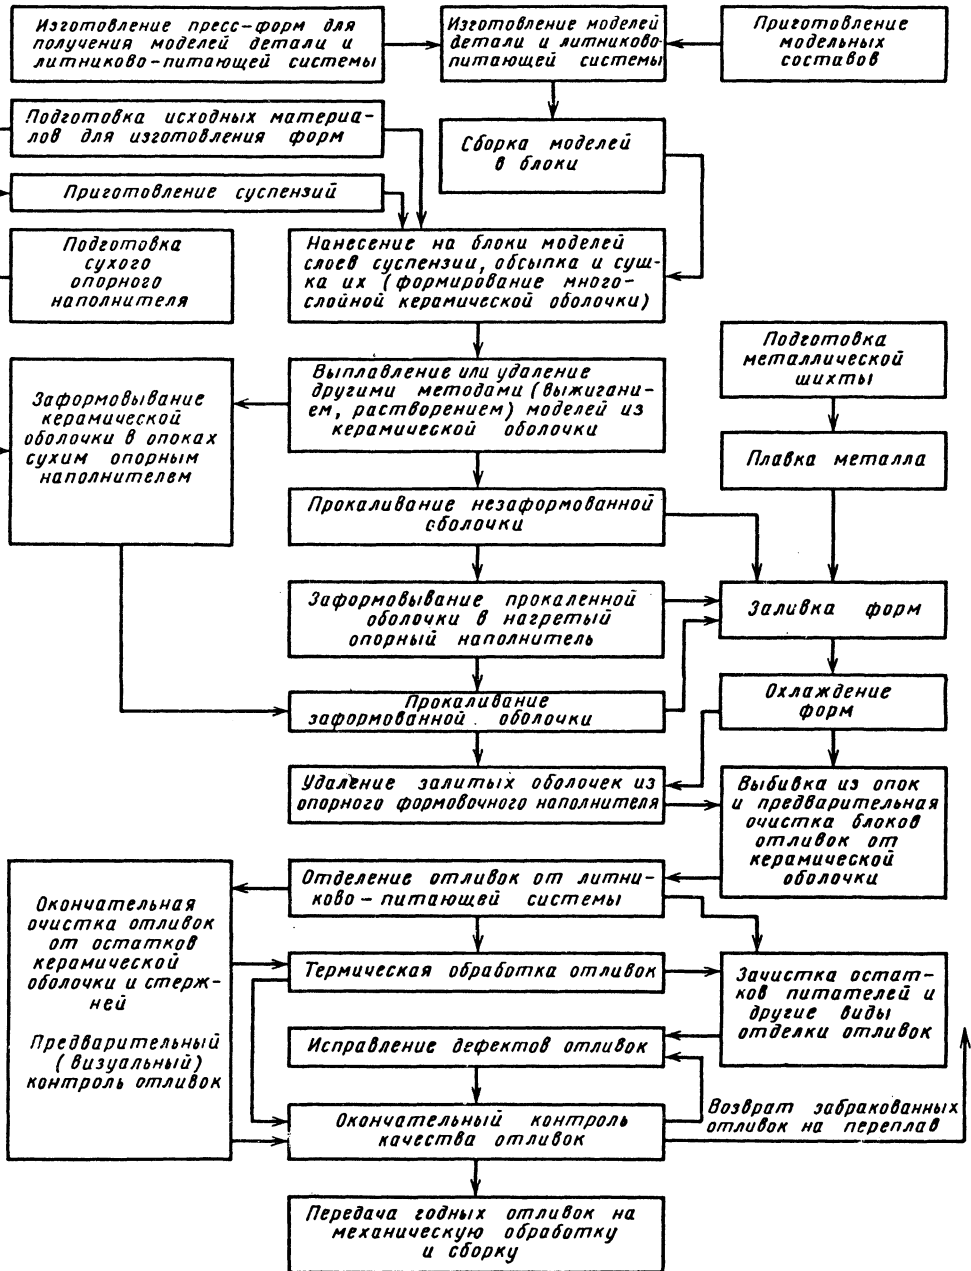 Изготовление пресс-форм для
получения моделей детали и
литниково-питающей системы
Изготовление моделей
детали и литниково-
питающей системы
Приготовление
модельных
составов
Подготовка исходных материа-
лов для изготовления форм
Сборка моделей
в блоки
Приготовление суспензий
Подготовка
сухого
опорного
наполнителя
Нанесение на блоки моделей
слоев суспензии, обсыпка и суш-
ка их (формирование много-
слойной керамической оболочки)
Подготовка
металлической
шихты
Заформовывание
керамической
оболочки в опоках
сухим опорным
наполнителем
Выплавление или удаление
другими методами (выжигани-
ем, растворением) моделей из
керамической оболочки
Плавка металла
Прокаливание незаформованной
оболочки
Заформовывание прокаленной
оболочки в нагретый
опорный наполнитель
Заливка форм
Прокаливание
заформованной оболочки
Охлаждение
форм
Удаление залитых оболочек из
опорного формовочного наполнителя
Выбивка из опок
и предварительная
очистка блоков
отливок от
керамической
оболочки
Окончательная
очистка отливок
от остатков
керамической
оболочки и стерж-
ней
Предварительный
(визуальный)
контроль отливок
Отделение отливок от литни-
ково-питающей системы
Термическая обработка отливок
Зачистка остат-
ков питателей и
другие виды
отделки отливок
Исправление дефектов отливок
Окончательный контроль
качества отливок
Возврат забракованных
отливок на переплав
Передача годных отливок на
механическую обработку
и сборку